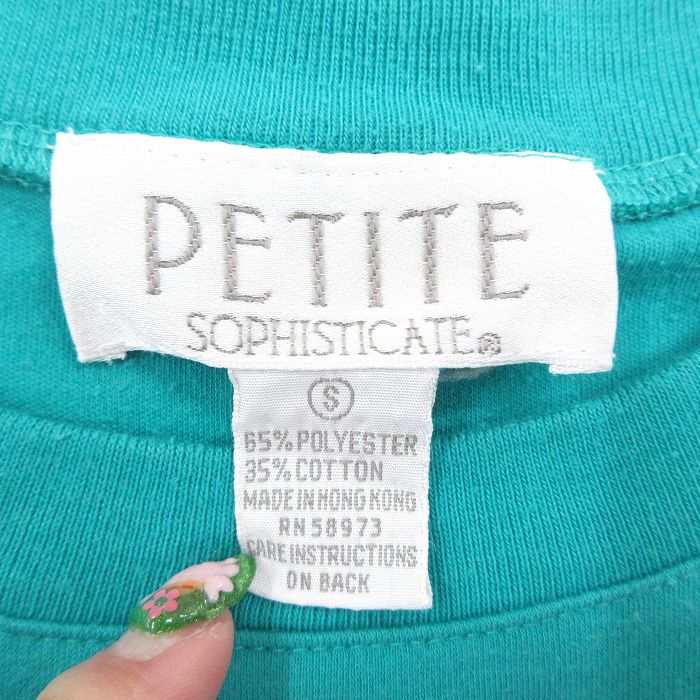 PETITE
SOPHISTICATE®
S
65% POLYESTER
35% COTTON
MADE IN HONG KONG
RN 58973
CARE INSTRUCTIONS
ON BACK